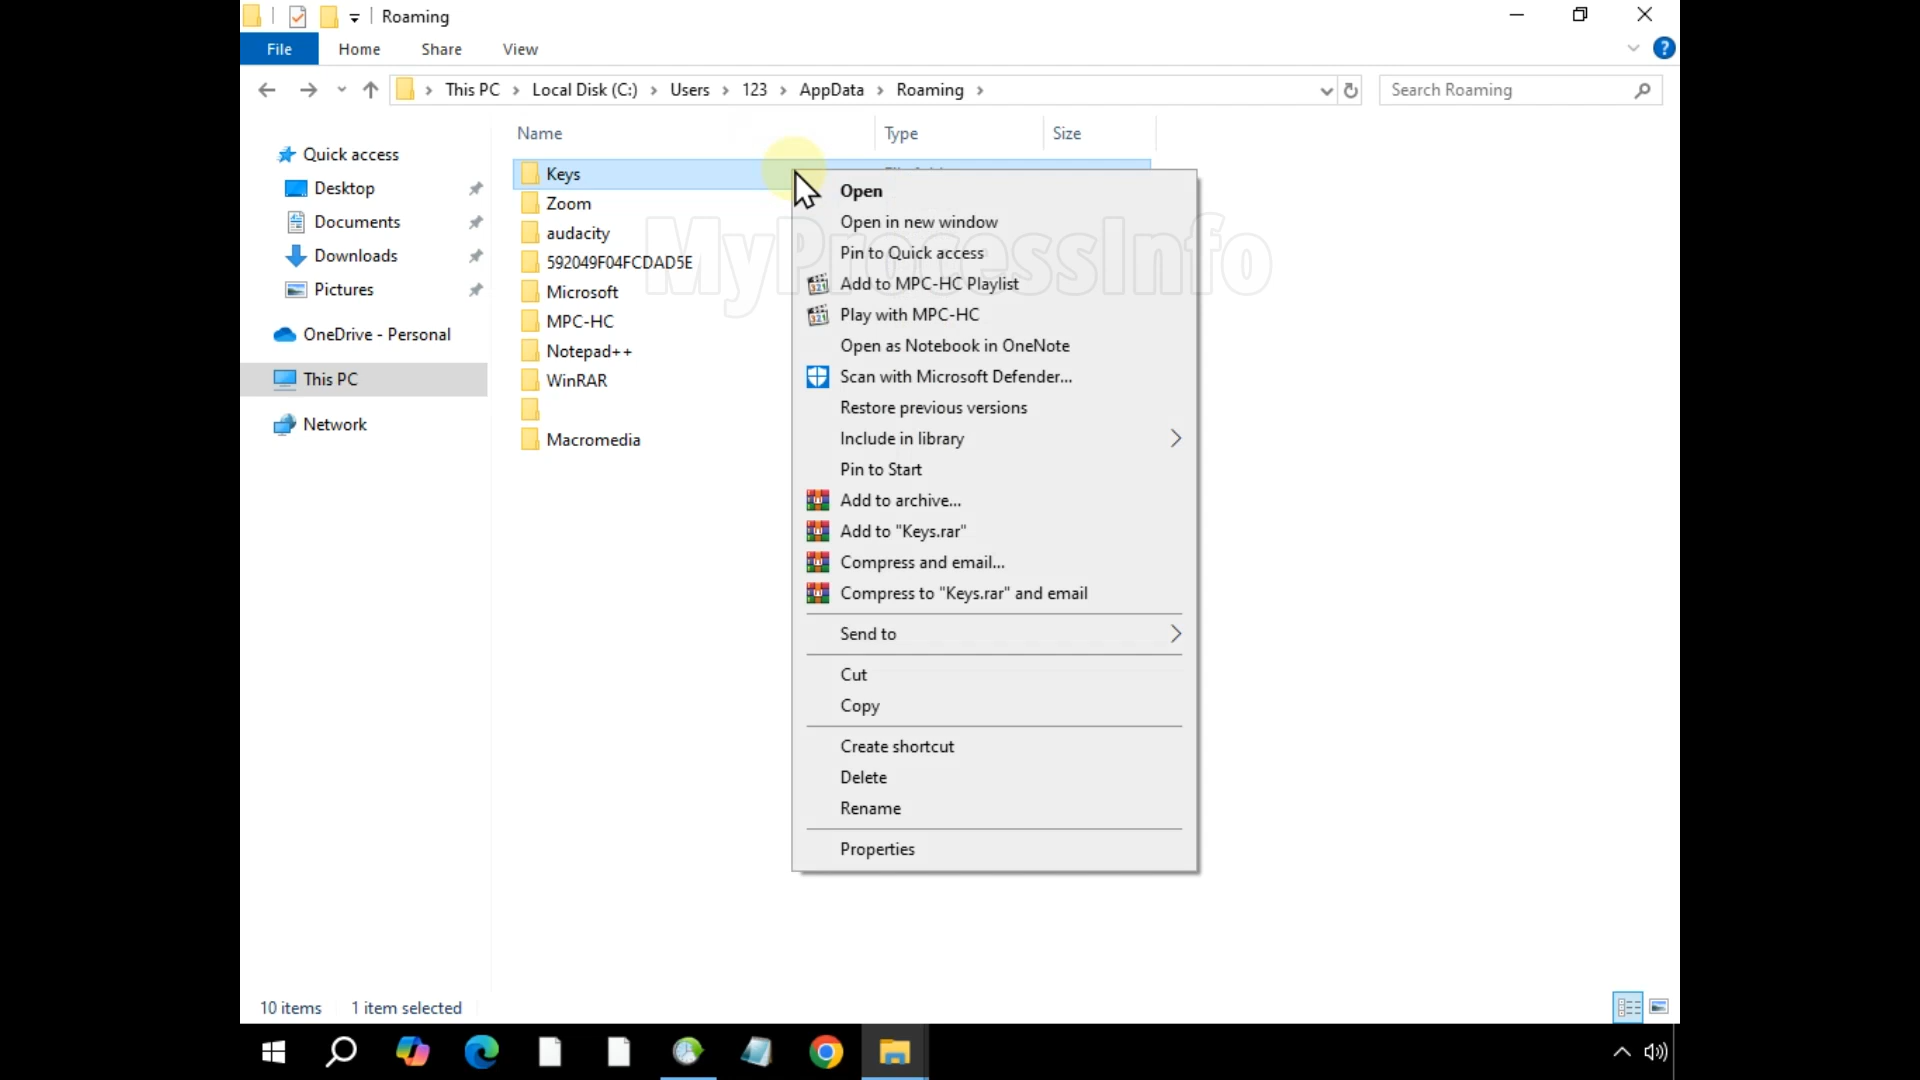 Roaming
File Home Share View
This PC Local Disk (C:) Users 123 AppData Roaming
Search Roaming
Name Type Size
Quick access
Desktop
Documents
Downloads
Pictures
OneDrive - Personal
This PC
Network
Keys
Zoom
audacity
592049F04FCDAD5E
Microsoft
MPC-HC
Notepad++
WinRAR
Macromedia
MyProcessInfo
Open
Open in new window
Pin to Quick access
Add to MPC-HC Playlist
Play with MPC-HC
Open as Notebook in OneNote
Scan with Microsoft Defender...
Restore previous versions
Include in library
Pin to Start
Add to archive...
Add to "Keys.rar"
Compress and email...
Compress to "Keys.rar" and email
Send to
Cut
Copy
Create shortcut
Delete
Rename
Properties
10 items 1 item selected